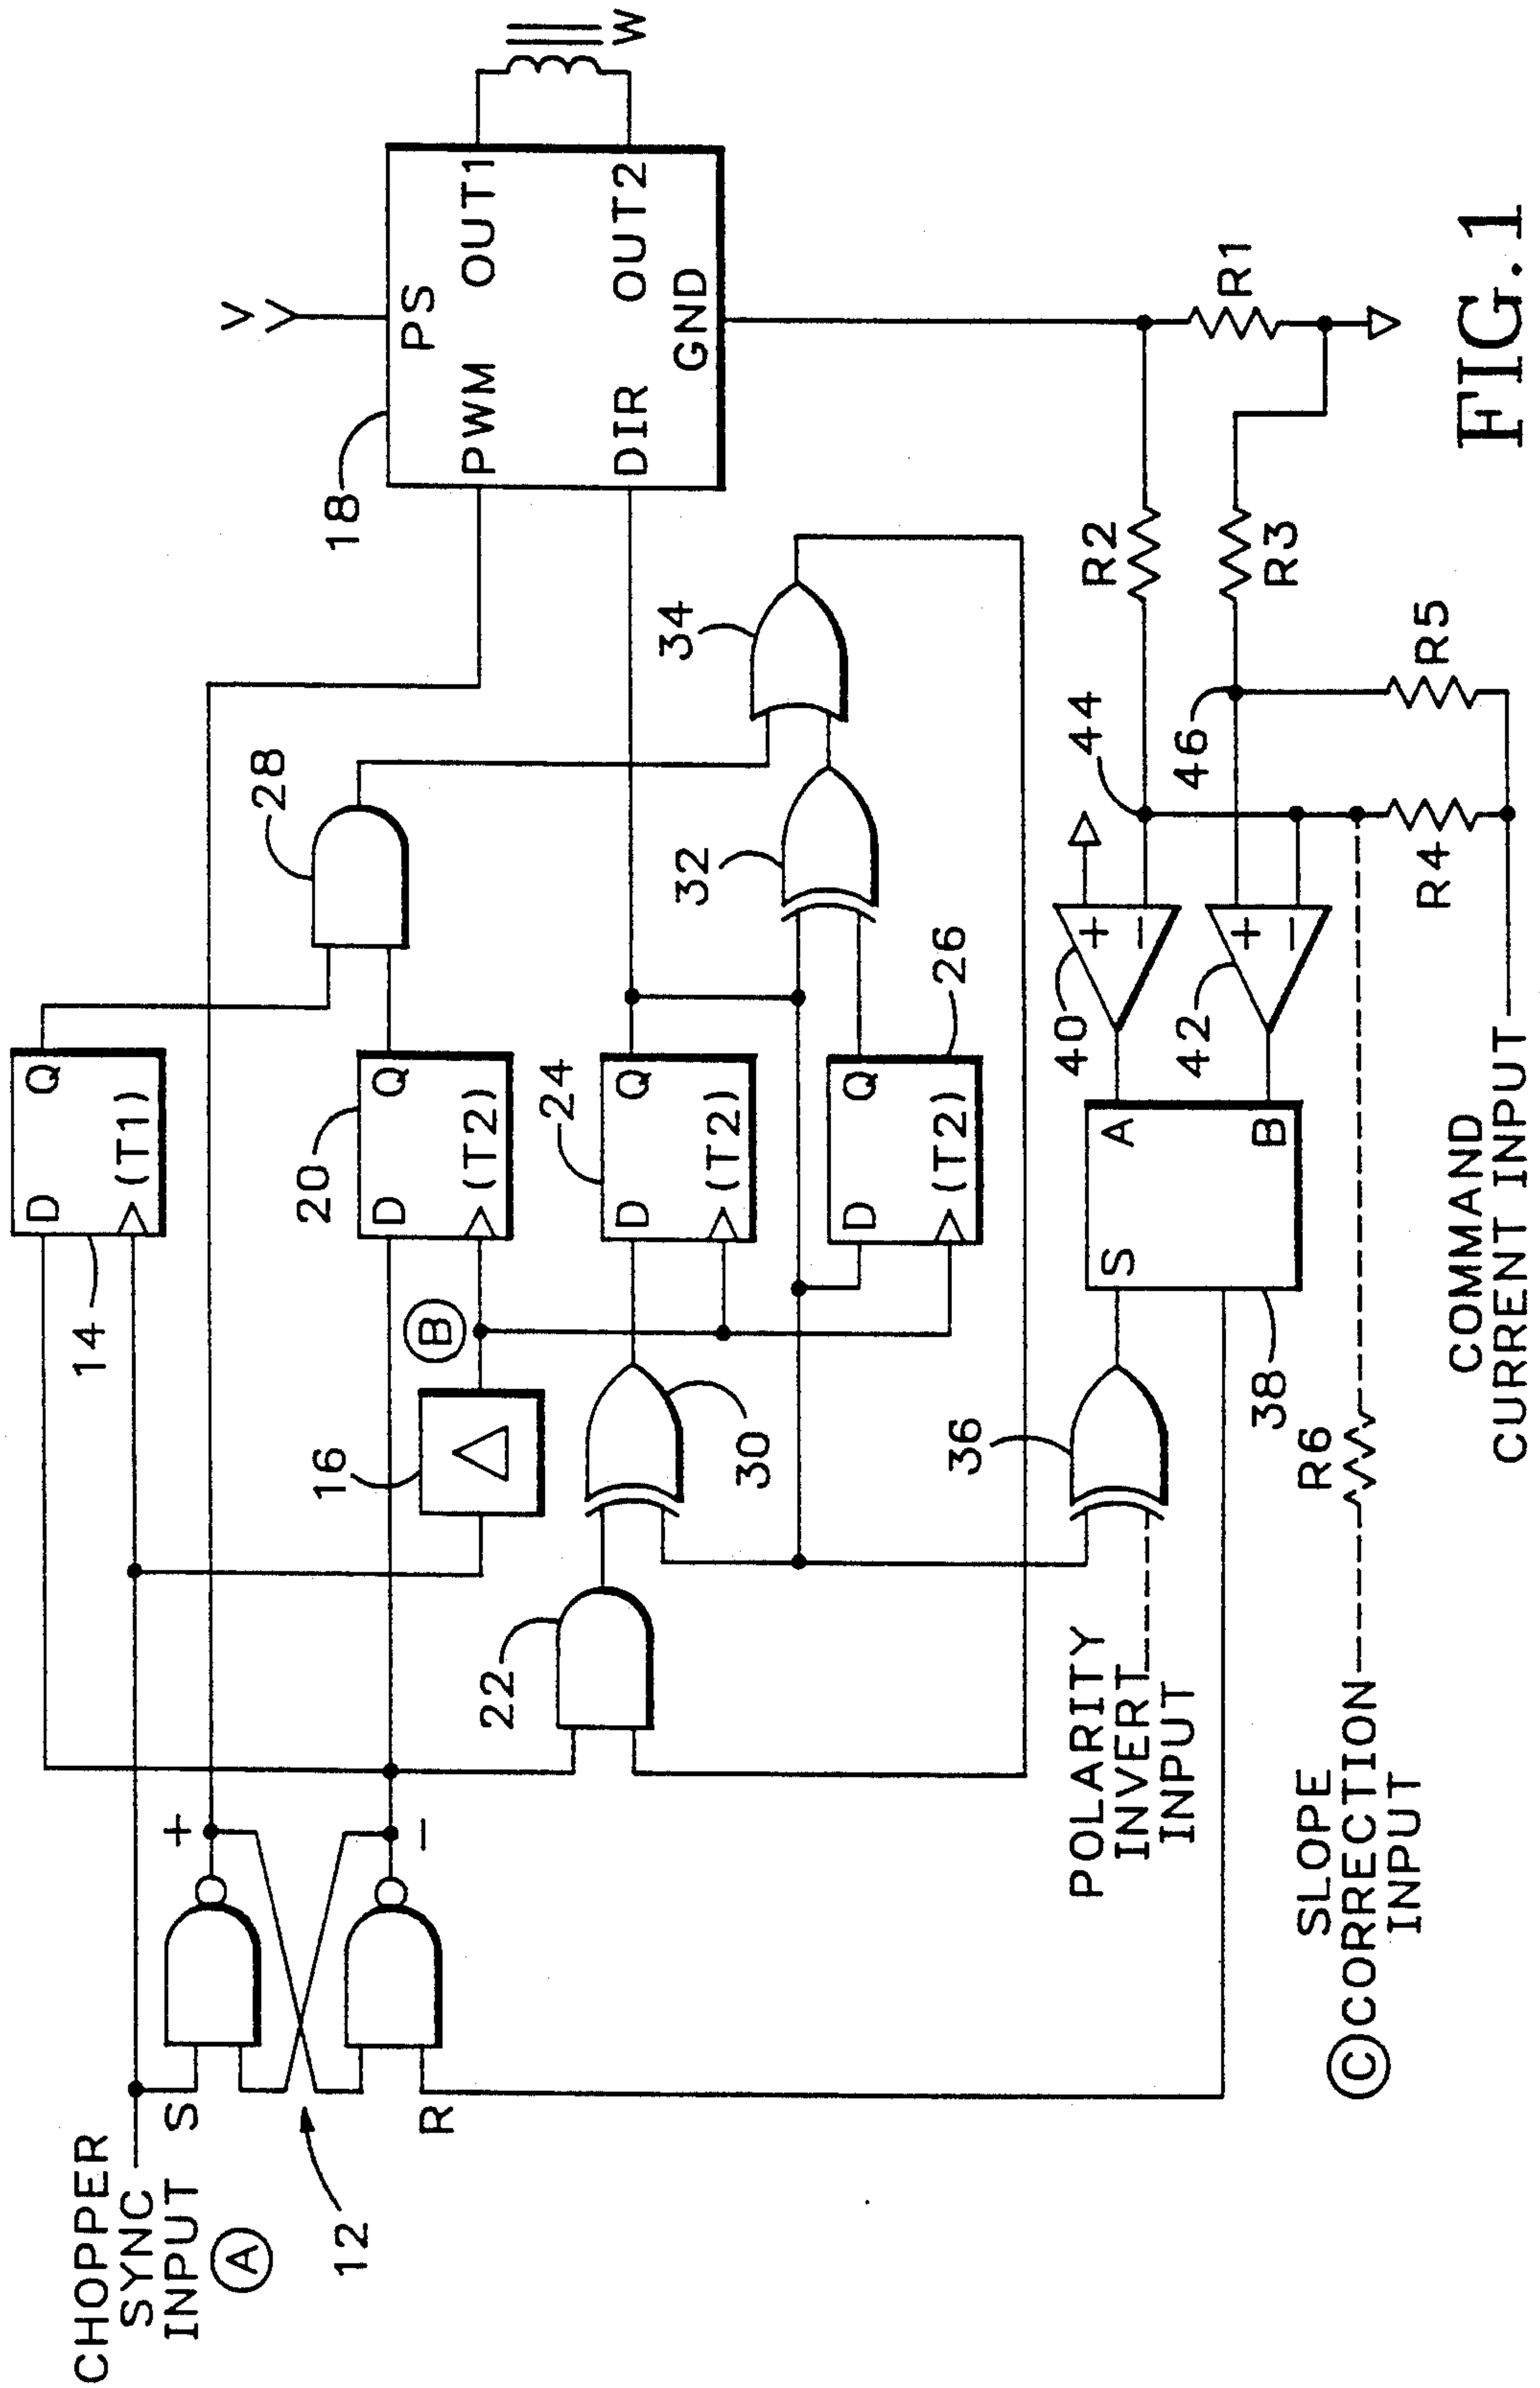 CHOPPER
SYNC
INPUT
A
S
R
12
+
−
14
D
Q
(T1)
16
Δ
B
20
D
Q
(T2)
22
24
D
Q
(T2)
26
D
Q
(T2)
28
30
32
34
18
V
PS
PWM
OUT1
DIR
OUT2
GND
W
POLARITY
INVERT
INPUT
36
38
S
A
B
40
+
−
42
+
−
44
46
R1
R2
R3
R4
R5
R6
SLOPE
C CORRECTION
INPUT
COMMAND
CURRENT INPUT
FIG.1